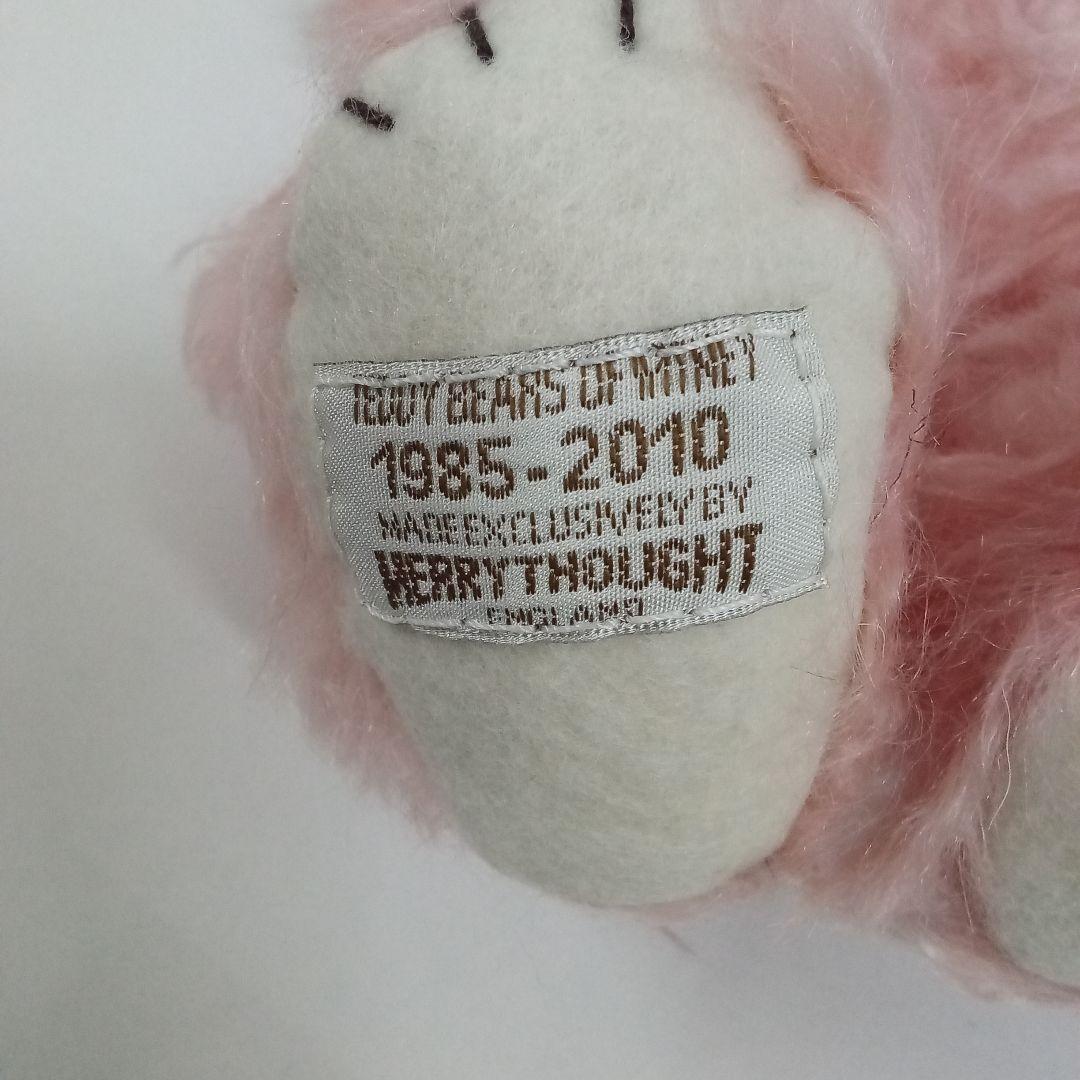 TEDDY BEARS OF WITNEY
1985-2010
MADE EXCLUSIVELY BY
MERRYTHOUGHT
ENGLAND